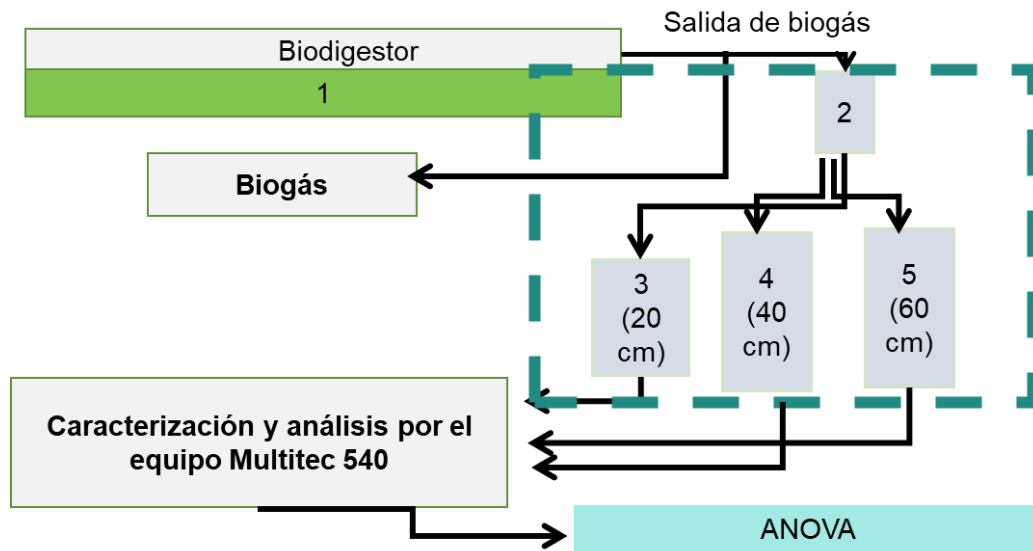 Salida de biogás
Biodigestor
1
2
Biogás
3
(20
cm)
4
(40
cm)
5
(60
cm)
Caracterización y análisis por el
equipo Multitec 540
ANOVA